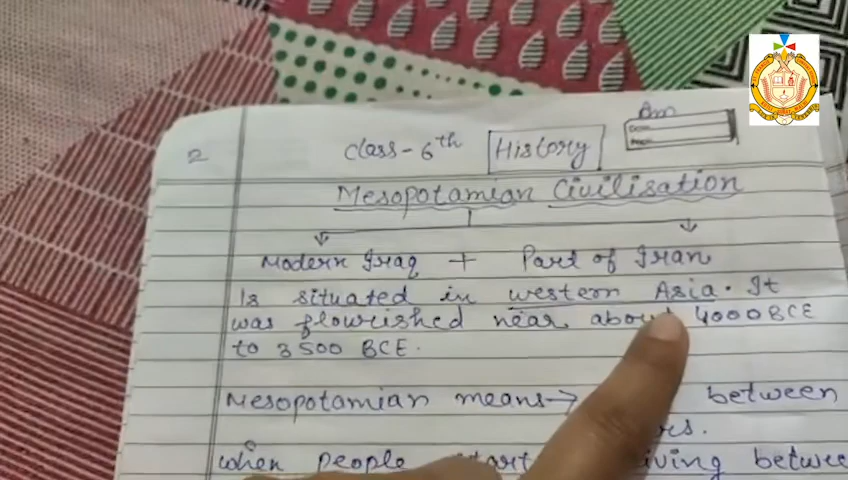 2
Class - 6th History
Mesopotamian Civilisation
Modern Iraq + Part of Iran
Is situated in western Asia. It
was flourished near about 4000 BCE
to 3500 BCE.
Mesopotamian means→ between
when people living